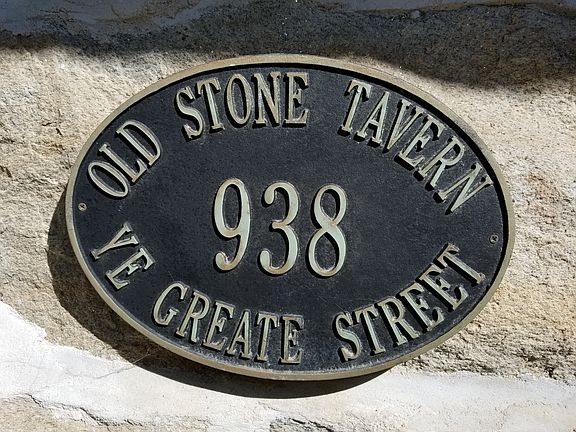 OLD STONE TAVERN
938
YE GREATE STREET